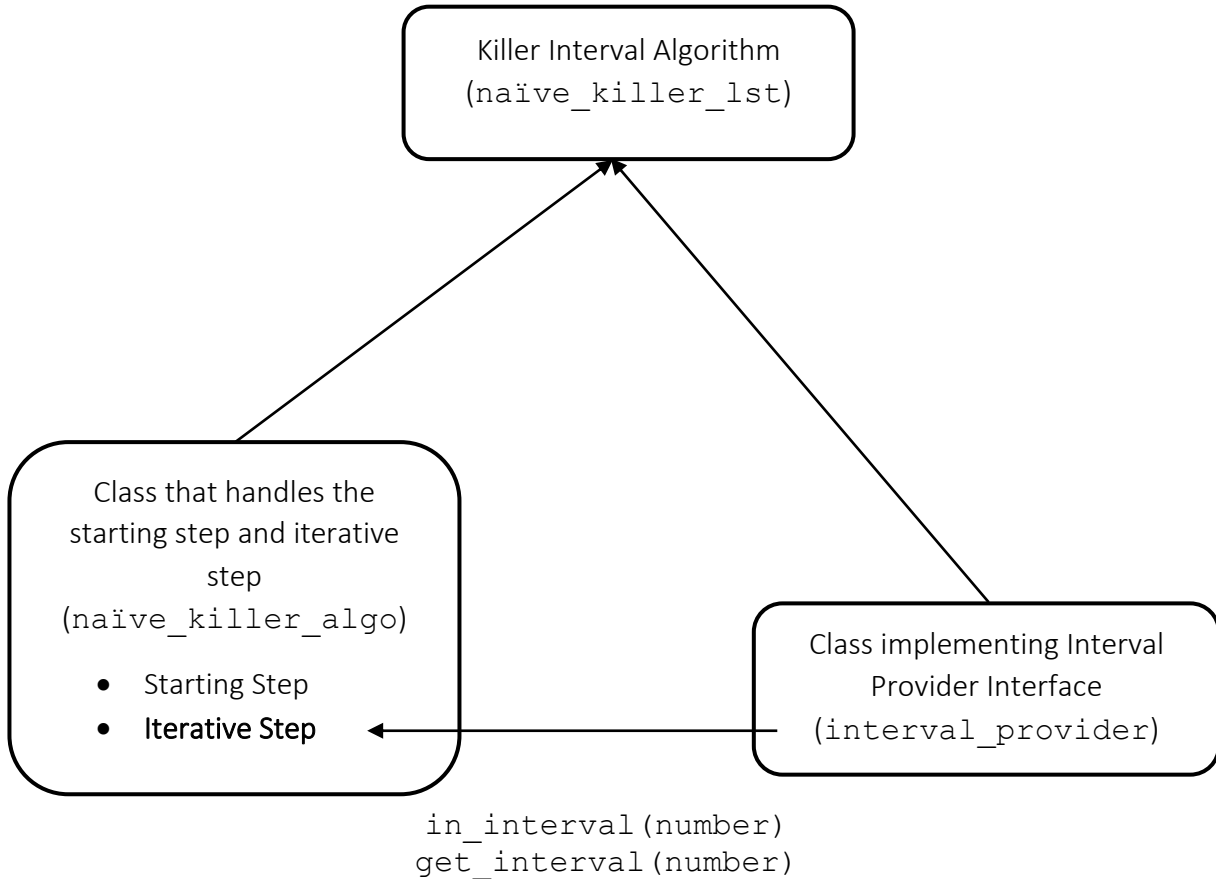 Killer Interval Algorithm
(naïve_killer_lst)
Class that handles the
starting step and iterative
step
(naïve_killer_algo)
• Starting Step
• Iterative Step
Class implementing Interval
Provider Interface
(interval_provider)
in_interval(number)
get_interval(number)